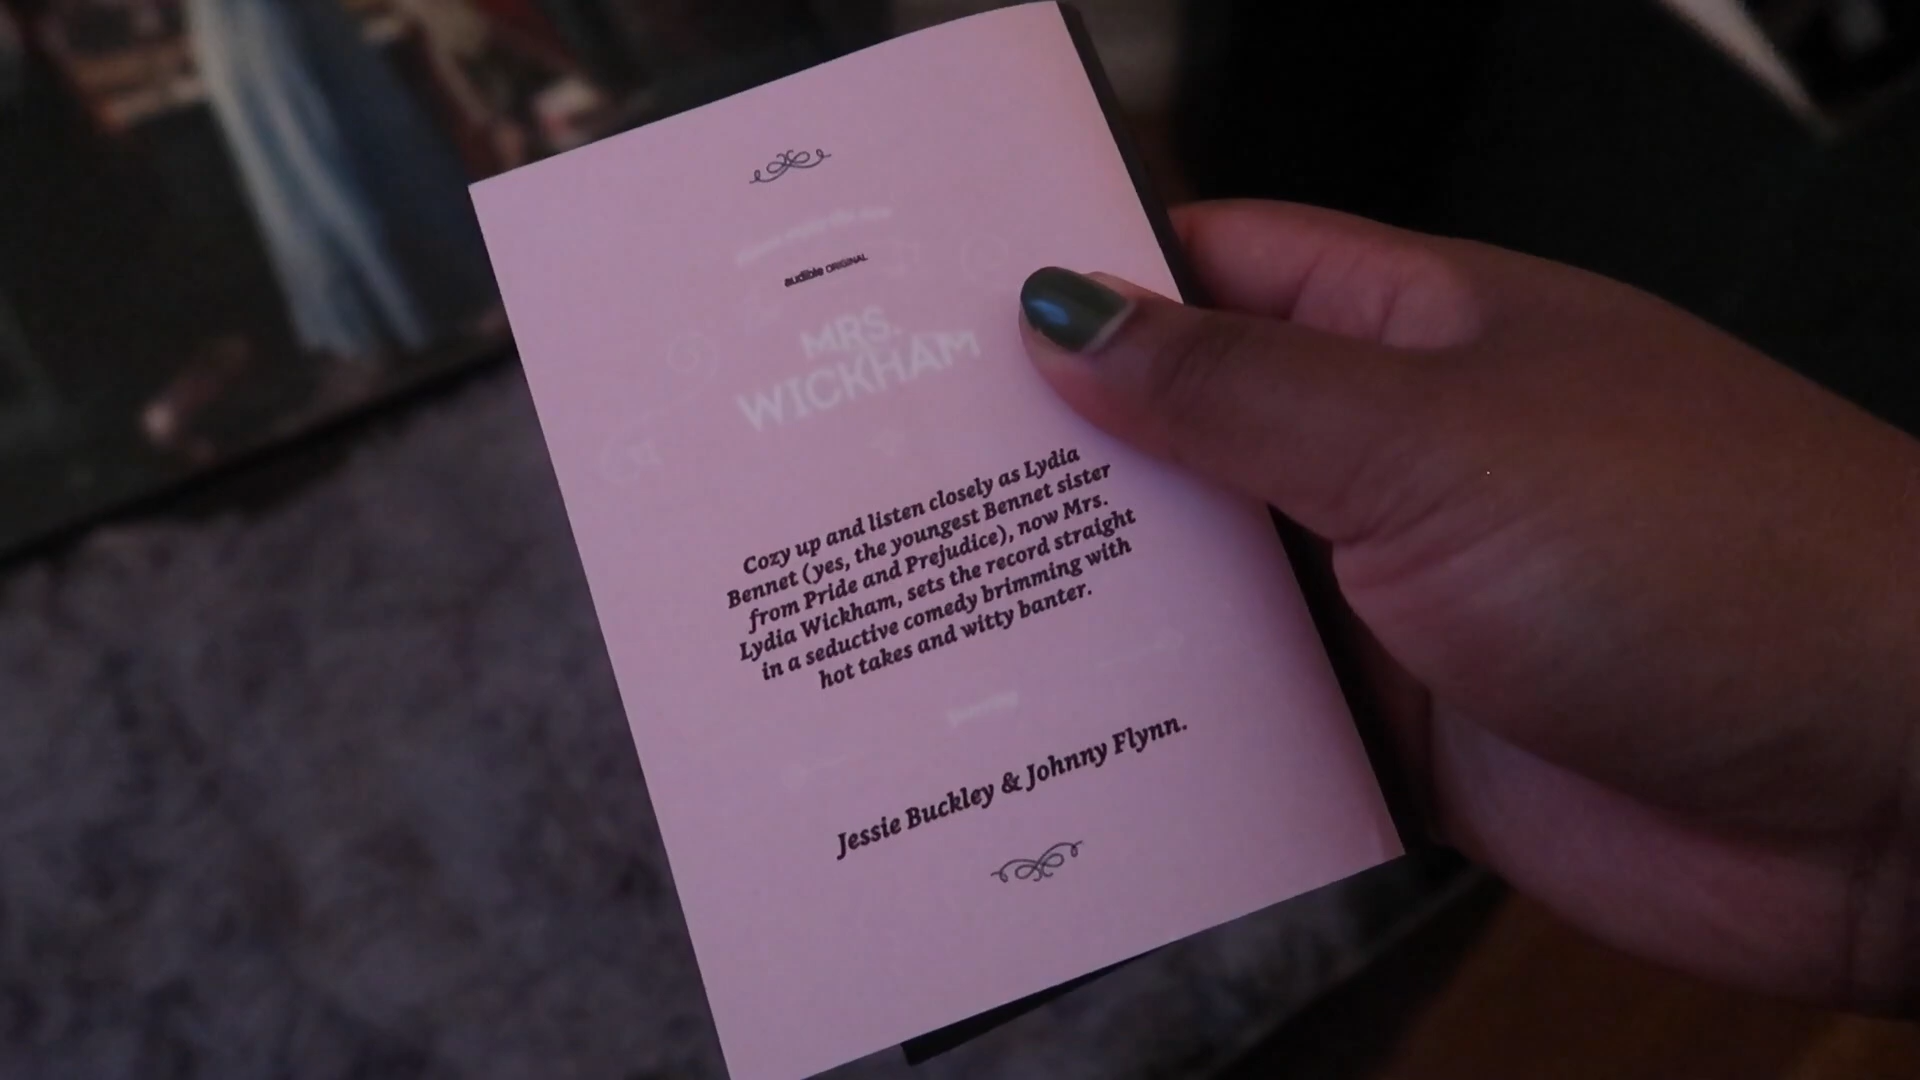 audible ORIGINAL
MRS.
WICKHAM
Cozy up and listen closely as Lydia
Bennet (yes, the youngest Bennet sister
from Pride and Prejudice), now Mrs.
Lydia Wickham, sets the record straight
in a seductive comedy brimming with
hot takes and witty banter.
Jessie Buckley & Johnny Flynn.